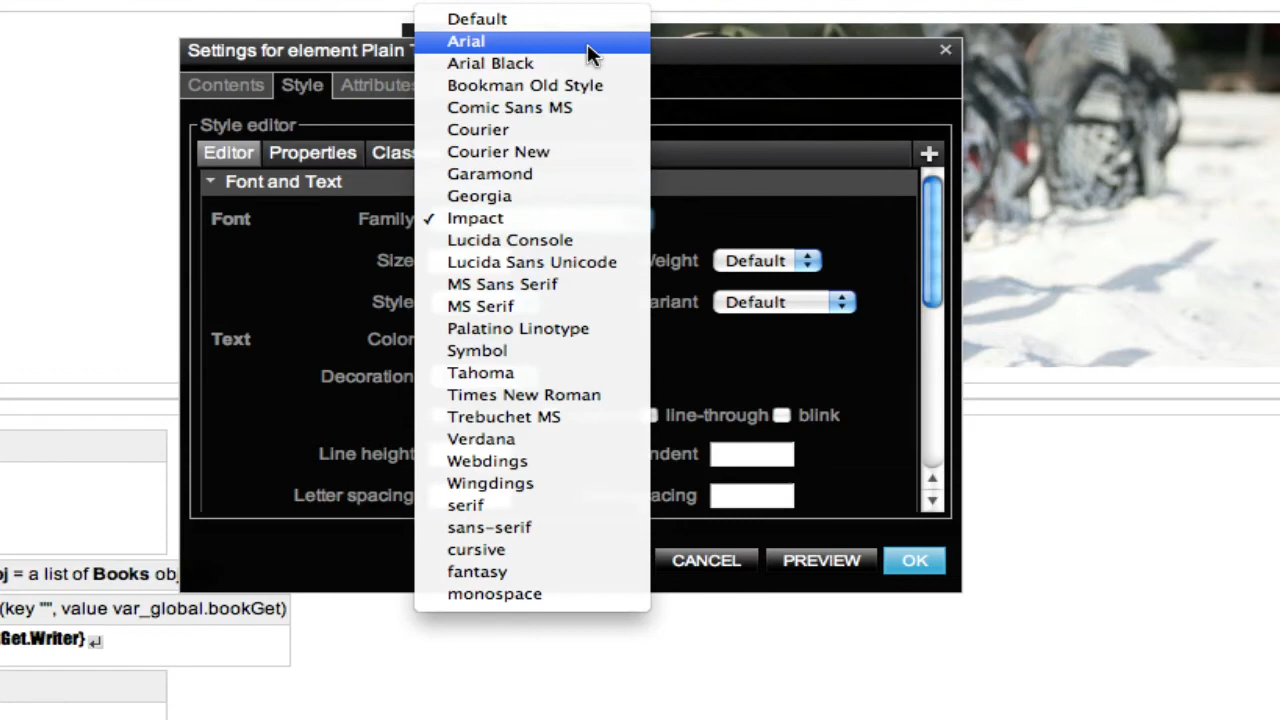 Settings for element Plain T
Contents Style Attributes
Style editor
Editor Properties Class
Font and Text
Font Family
Size Weight Default
Style Variant Default
Text Color
Decoration
line-through blink
Line height
Letter spacing
Default
Arial
Arial Black
Bookman Old Style
Comic Sans MS
Courier
Courier New
Garamond
Georgia
✓ Impact
Lucida Console
Lucida Sans Unicode
MS Sans Serif
MS Serif
Palatino Linotype
Symbol
Tahoma
Times New Roman
Trebuchet MS
Verdana
Webdings
Wingdings
serif
sans-serif
cursive
fantasy
monospace
CANCEL PREVIEW OK
bj = a list of Books obj
(key "", value var_global.bookGet)
Get.Writer}